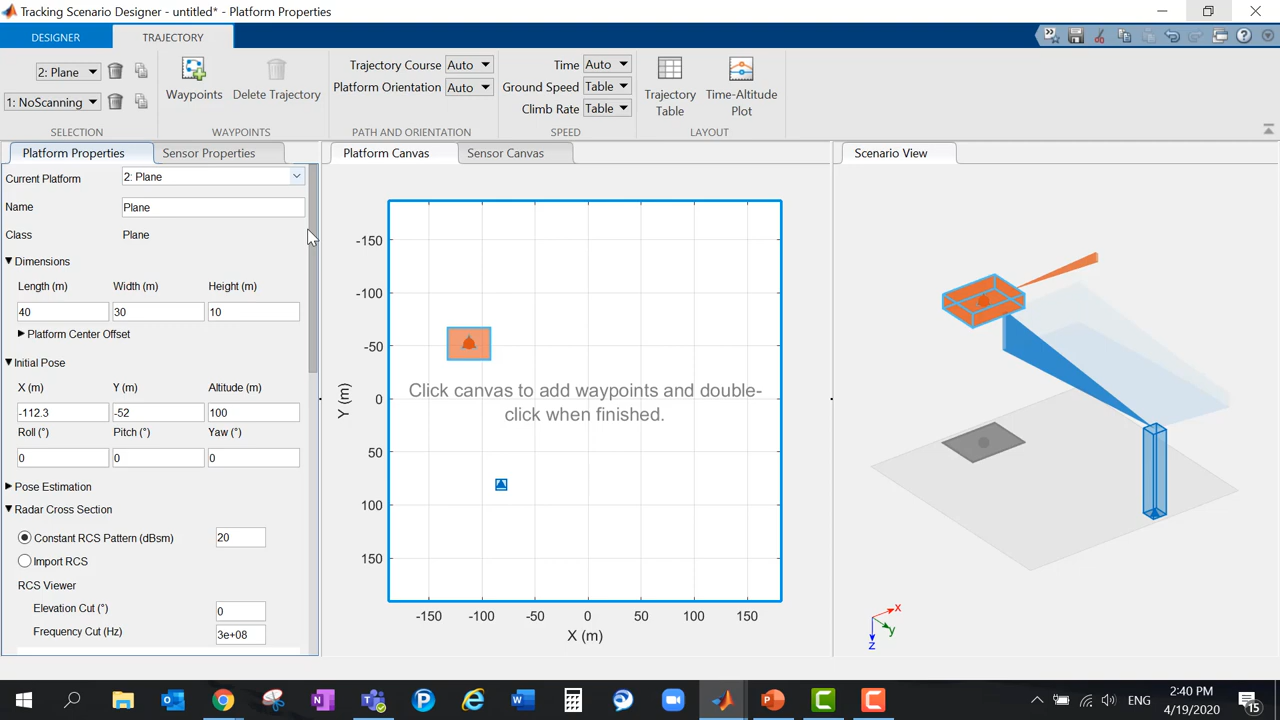 Tracking Scenario Designer - untitled* - Platform Properties
DESIGNER
TRAJECTORY
2: Plane
1: NoScanning
SELECTION
Waypoints
Delete Trajectory
WAYPOINTS
Trajectory Course Auto
Platform Orientation Auto
PATH AND ORIENTATION
Time Auto
Ground Speed Table
Climb Rate Table
SPEED
Trajectory
Table
Time-Altitude
Plot
LAYOUT
Platform Properties
Sensor Properties
Current Platform 2: Plane
Name Plane
Class Plane
Dimensions
Length (m) Width (m) Height (m)
40 30 10
Platform Center Offset
Initial Pose
X (m) Y (m) Altitude (m)
-112.3 -52 100
Roll (°) Pitch (°) Yaw (°)
0 0 0
Pose Estimation
Radar Cross Section
Constant RCS Pattern (dBsm) 20
Import RCS
RCS Viewer
Elevation Cut (°) 0
Frequency Cut (Hz) 3e+08
Platform Canvas
Sensor Canvas
-150
-100
-50
0
50
100
150
Y (m)
Click canvas to add waypoints and double-
click when finished.
-150 -100 -50 0 50 100 150
X (m)
Scenario View
x
y
z
ENG
2:40 PM
4/19/2020
15